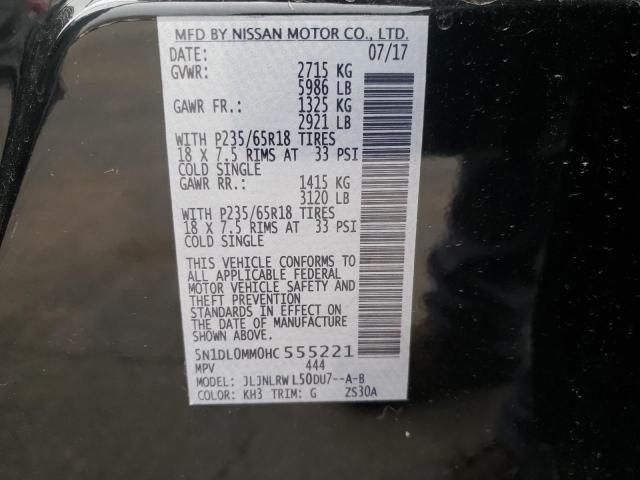 MFD BY NISSAN MOTOR CO., LTD.
DATE: 07/17
GVWR: 2715 KG
5986 LB
GAWR FR.: 1325 KG
2921 LB
WITH P235/65R18 TIRES
18 X 7.5 RIMS AT 33 PSI
COLD SINGLE
GAWR RR.: 1415 KG
3120 LB
WITH P235/65R18 TIRES
18 X 7.5 RIMS AT 33 PSI
COLD SINGLE
THIS VEHICLE CONFORMS TO
ALL APPLICABLE FEDERAL
MOTOR VEHICLE SAFETY AND
THEFT PREVENTION
STANDARDS IN EFFECT ON
THE DATE OF MANUFACTURE
SHOWN ABOVE.
5N1DL0MM0HC 555221
MPV 444
MODEL: JLJNLRW L50DU7--A-B
COLOR: KH3 TRIM: G ZS30A